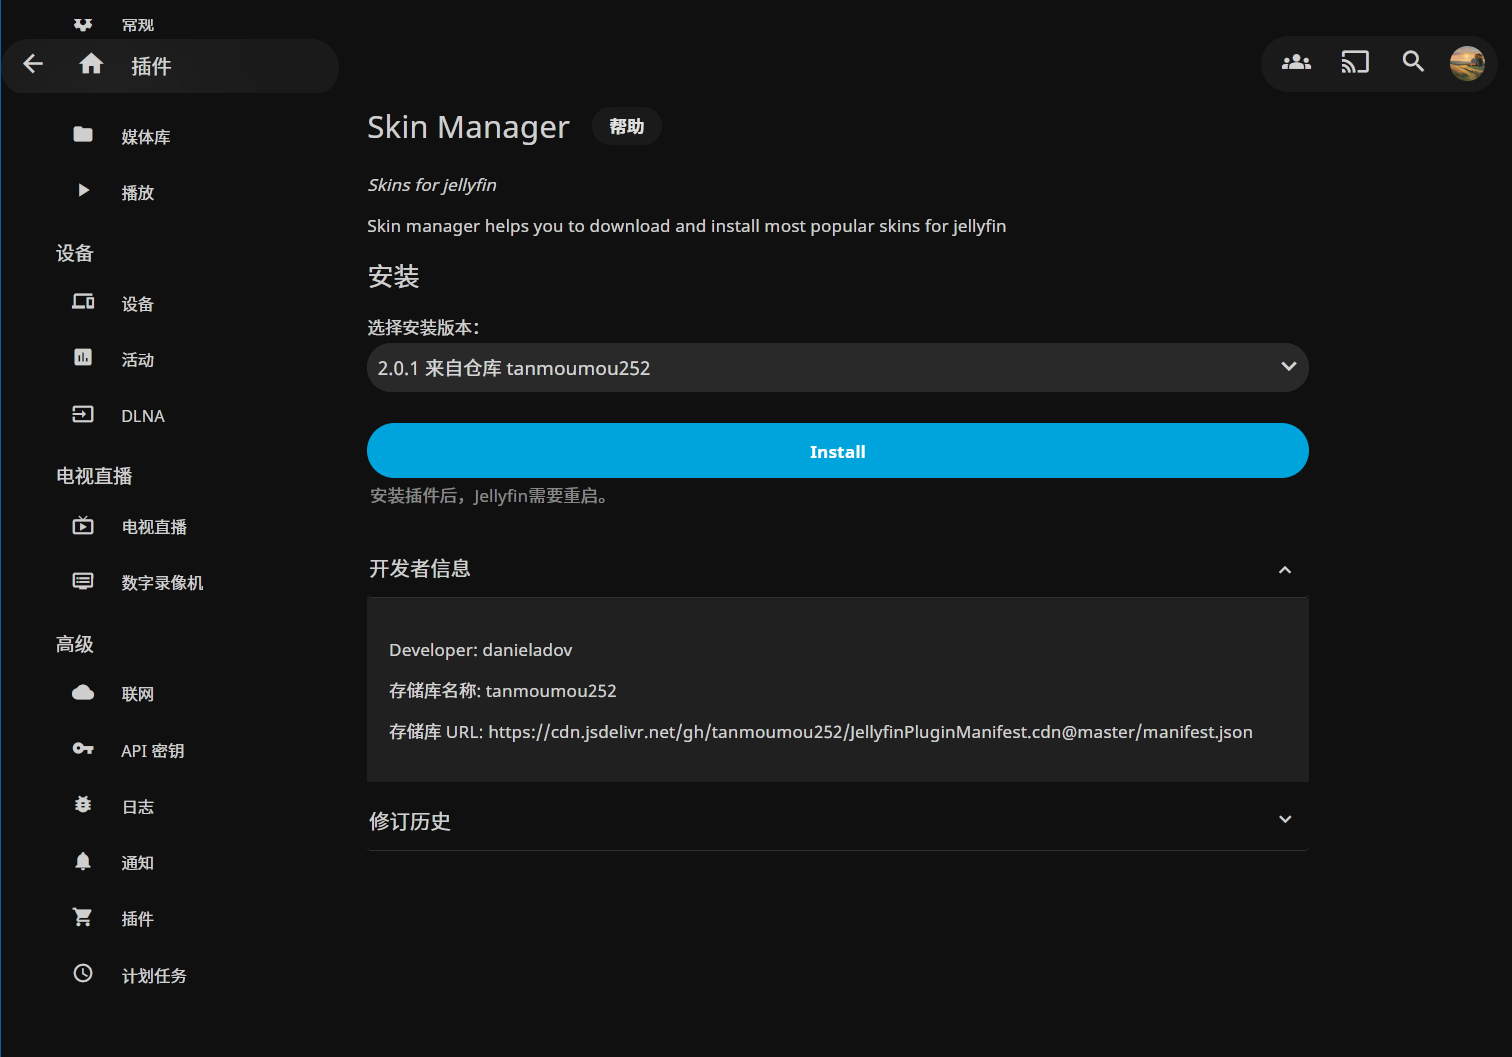 常规
插件
媒体库
播放
设备
设备
活动
DLNA
电视直播
电视直播
数字录像机
高级
联网
API 密钥
日志
通知
插件
计划任务
Skin Manager
帮助
Skins for jellyfin
Skin manager helps you to download and install most popular skins for jellyfin
安装
选择安装版本：
2.0.1 来自仓库 tanmoumou252
Install
安装插件后，Jellyfin需要重启。
开发者信息
Developer: danieladov
存储库名称: tanmoumou252
存储库 URL: https://cdn.jsdelivr.net/gh/tanmoumou252/JellyfinPluginManifest.cdn@master/manifest.json
修订历史